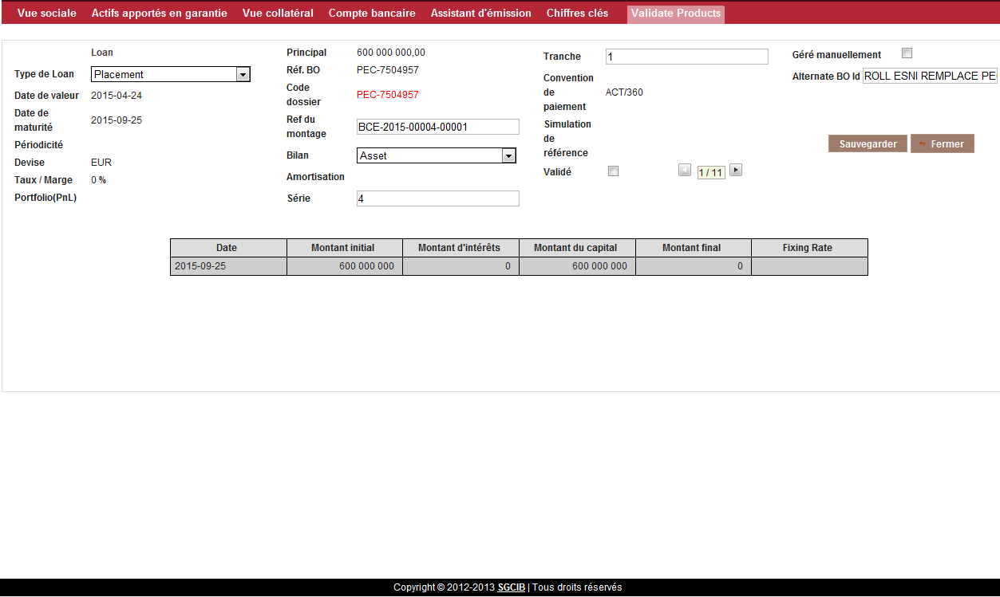 Vue sociale Actifs apportés en garantie Vue collatéral Compte bancaire Assistant d'émission Chiffres clés Validate Products
Loan
Type de Loan Placement
Date de valeur 2015-04-24
Date de
maturité 2015-09-25
Périodicité
Devise EUR
Taux / Marge 0 %
Portfolio(PnL)
Principal 600 000 000,00
Réf. BO PEC-7504957
Code
dossier PEC-7504957
Ref du
montage BCE-2015-00004-00001
Bilan Asset
Amortisation
Série 4
Tranche 1
Convention
de
paiement ACT/360
Simulation
de
référence
Validé 1 / 11
Géré manuellement
Alternate BO Id ROLL ESNI REMPLACE PE
Sauvegarder Fermer
Date Montant initial Montant d'intérêts Montant du capital Montant final Fixing Rate
2015-09-25 600 000 000 0 600 000 000 0
Copyright © 2012-2013 SGCIB | Tous droits réservés